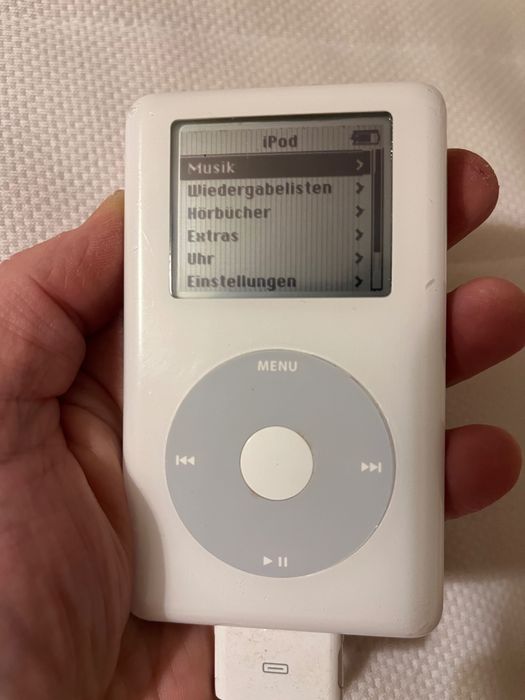 iPod
Musik
Wiedergabelisten
Hörbücher
Extras
Uhr
Einstellungen
MENU